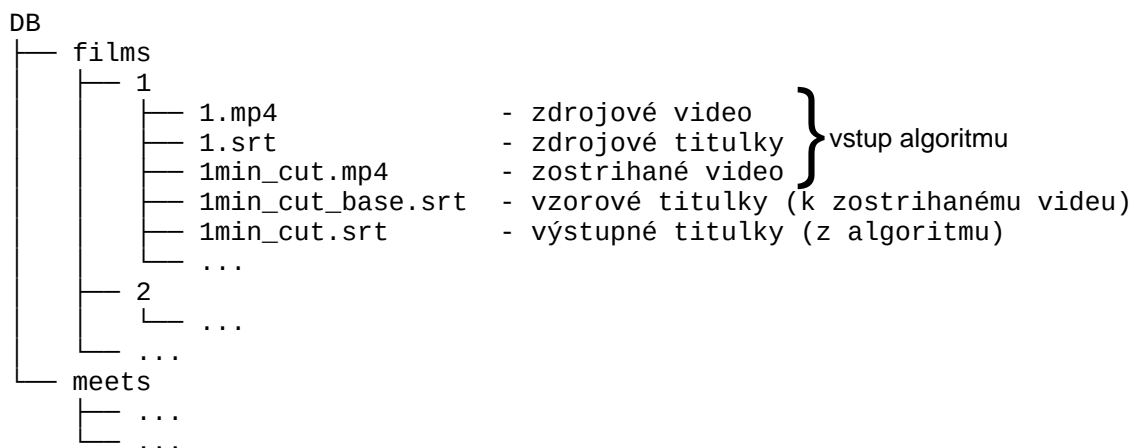 DB
├── films
│   ├── 1
│   │   ├── 1.mp4 - zdrojové video
│   │   ├── 1.srt - zdrojové titulky } vstup algoritmu
│   │   ├── 1min_cut.mp4 - zostrihané video
│   │   ├── 1min_cut_base.srt - vzorové titulky (k zostrihanému videu)
│   │   ├── 1min_cut.srt - výstupné titulky (z algoritmu)
│   │   └── ...
│   ├── 2
│   │   └── ...
│   └── ...
└── meets
    ├── ...
    └── ...